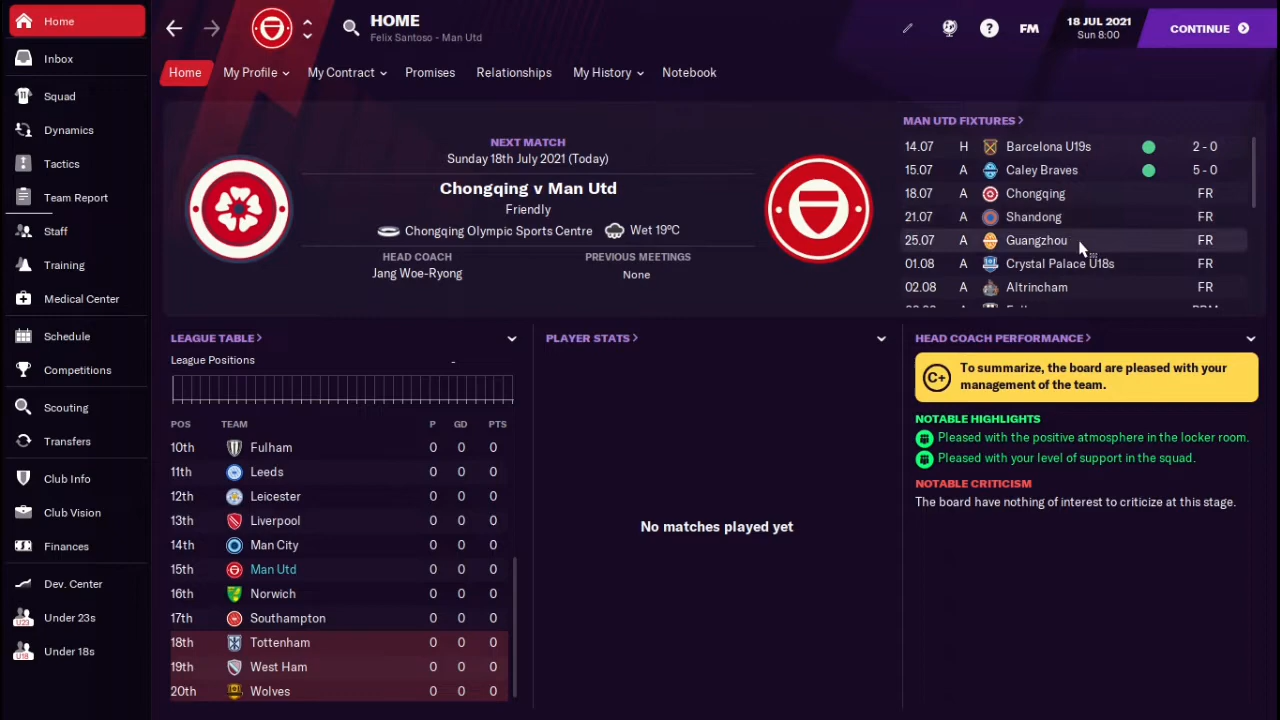 Home
Inbox
Squad
Dynamics
Tactics
Team Report
Staff
Training
Medical Center
Schedule
Competitions
Scouting
Transfers
Club Info
Club Vision
Finances
Dev. Center
U23 Under 23s
U18 Under 18s
HOME
Felix Santoso - Man Utd
FM
18 JUL 2021
Sun 8:00
CONTINUE
Home My Profile My Contract Promises Relationships My History Notebook
NEXT MATCH
Sunday 18th July 2021 (Today)
Chongqing v Man Utd
Friendly
Chongqing Olympic Sports Centre Wet 19ºC
HEAD COACH
Jang Woe-Ryong
PREVIOUS MEETINGS
None
MAN UTD FIXTURES >
14.07 H Barcelona U19s 2 - 0
15.07 A Caley Braves 5 - 0
18.07 A Chongqing FR
21.07 A Shandong FR
25.07 A Guangzhou FR
01.08 A Crystal Palace U18s FR
02.08 A Altrincham FR
LEAGUE TABLE >
League Positions -
POS TEAM P GD PTS
10th Fulham 0 0 0
11th Leeds 0 0 0
12th Leicester 0 0 0
13th Liverpool 0 0 0
14th Man City 0 0 0
15th Man Utd 0 0 0
16th Norwich 0 0 0
17th Southampton 0 0 0
18th Tottenham 0 0 0
19th West Ham 0 0 0
20th Wolves 0 0 0
PLAYER STATS >
No matches played yet
HEAD COACH PERFORMANCE >
C+
To summarize, the board are pleased with your
management of the team.
NOTABLE HIGHLIGHTS
Pleased with the positive atmosphere in the locker room.
Pleased with your level of support in the squad.
NOTABLE CRITICISM
The board have nothing of interest to criticize at this stage.